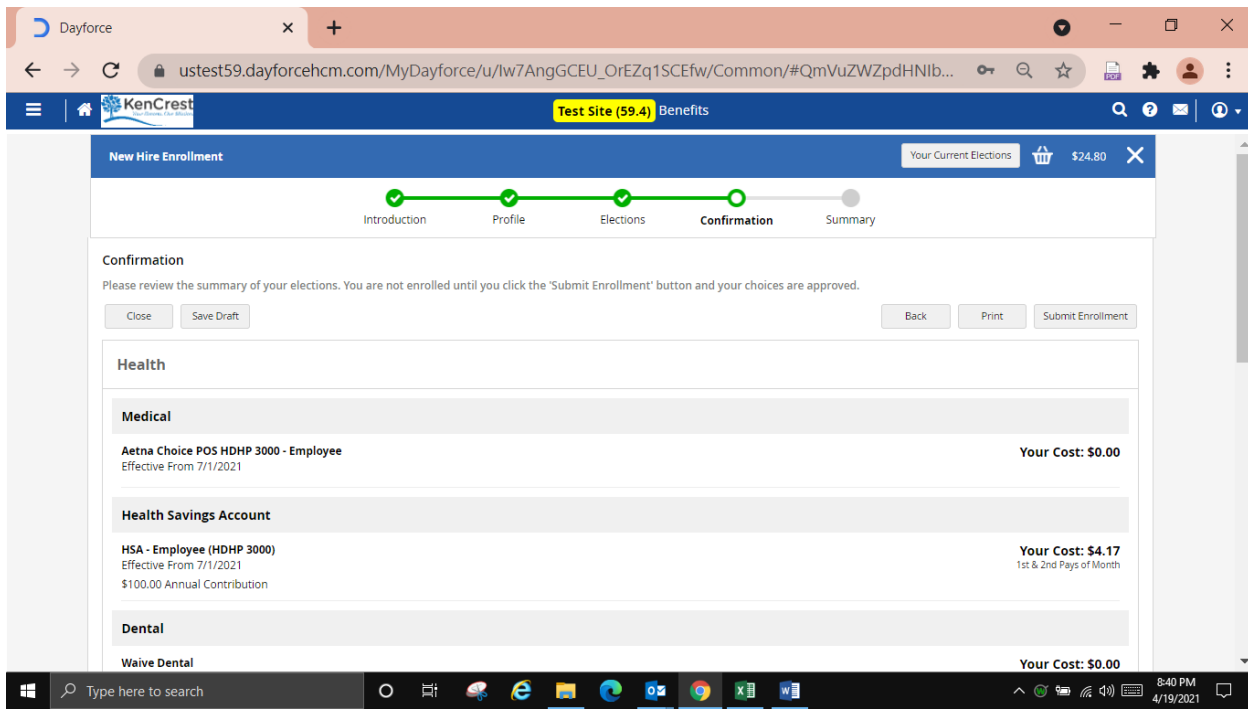 Dayforce
ustest59.dayforcehcm.com/MyDayforce/u/Iw7AngGCEU_OrEZq1SCEfw/Common/#QmVuZWZpdHNIb...
KenCrest
Test Site (59.4) Benefits
New Hire Enrollment
Your Current Elections
$24.80
Introduction Profile Elections Confirmation Summary
Confirmation
Please review the summary of your elections. You are not enrolled until you click the 'Submit Enrollment' button and your choices are approved.
Close Save Draft Back Print Submit Enrollment
Health
Medical
Aetna Choice POS HDHP 3000 - Employee Your Cost: $0.00
Effective From 7/1/2021
Health Savings Account
HSA - Employee (HDHP 3000) Your Cost: $4.17
Effective From 7/1/2021 1st & 2nd Pays of Month
$100.00 Annual Contribution
Dental
Waive Dental Your Cost: $0.00
Type here to search
8:40 PM
4/19/2021